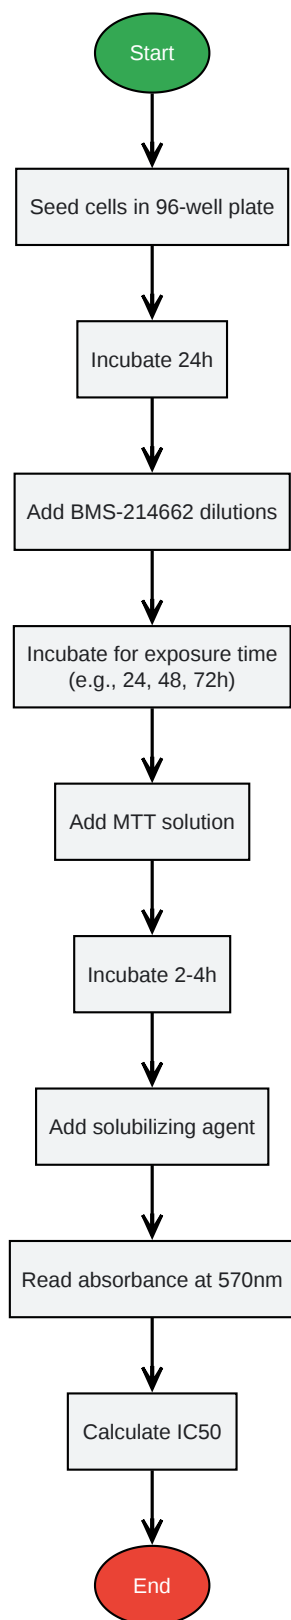 Start
Seed cells in 96-well plate
Incubate 24h
Add BMS-214662 dilutions
Incubate for exposure time
(e.g., 24, 48, 72h)
Add MTT solution
Incubate 2-4h
Add solubilizing agent
Read absorbance at 570nm
Calculate IC50
End